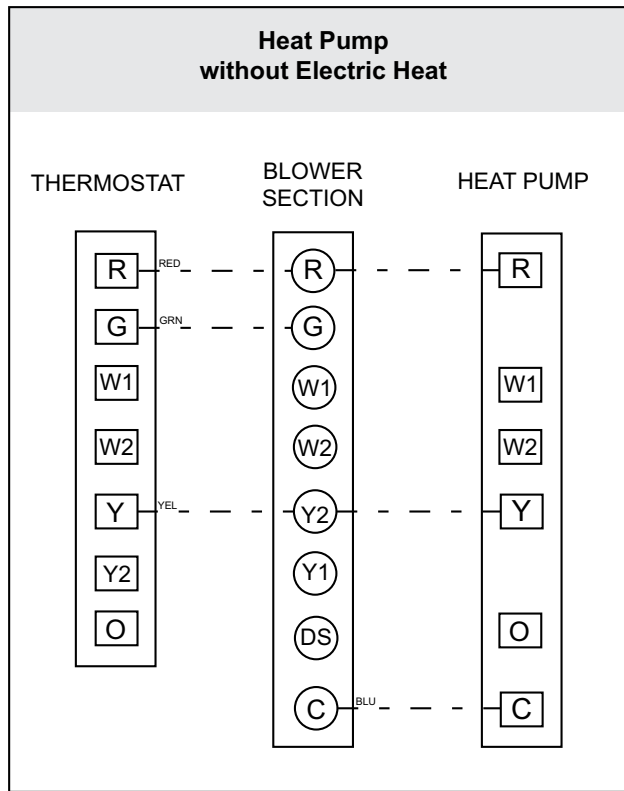 Heat Pump
without Electric Heat
THERMOSTAT
BLOWER
SECTION
HEAT PUMP
R RED R R
G GRN G
W1 W1 W1
W2 W2 W2
Y YEL Y2 Y
Y2 Y1
O DS O
C BLU C